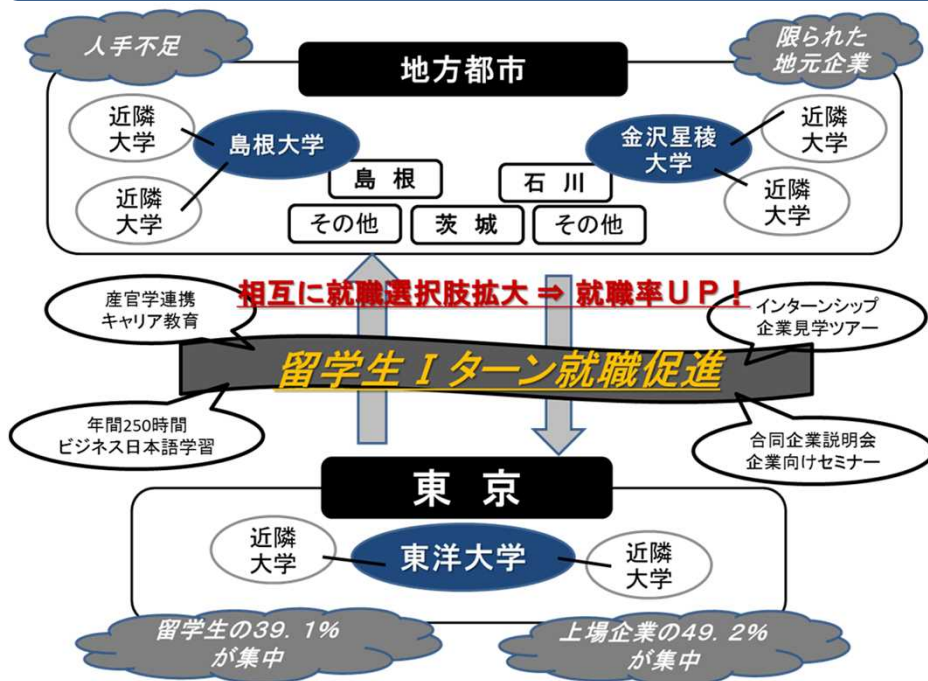 人手不足
限られた
地元企業
地方都市
近隣
大学
島根大学
金沢星稜
大学
近隣
大学
近隣
大学
島 根
石 川
近隣
大学
その他
茨 城
その他
相互に就職選択肢拡大 ⇒ 就職率UP！
産官学連携
キャリア教育
インターンシップ
企業見学ツアー
留学生Iターン就職促進
年間250時間
ビジネス日本語学習
合同企業説明会
企業向けセミナー
東 京
近隣
大学
東洋大学
近隣
大学
留学生の39．1％
が集中
上場企業の49．2％
が集中